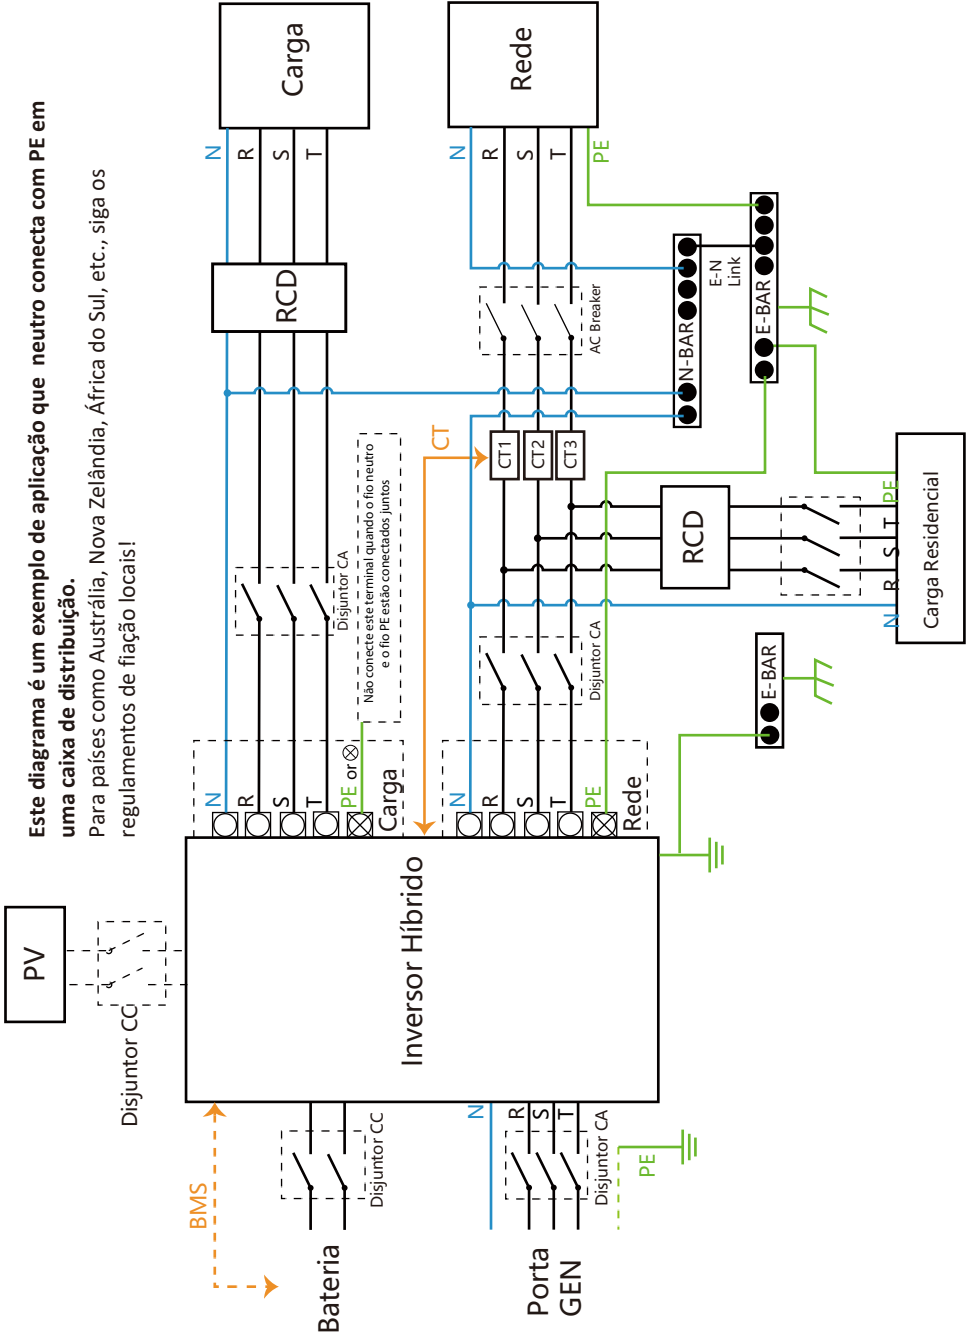 Este diagrama é um exemplo de aplicação que neutro conecta com PE em
uma caixa de distribuição.
Para países como Austrália, Nova Zelândia, África do Sul, etc., siga os
regulamentos de fiação locais!
PV
Disjuntor CC
BMS
Bateria
Disjuntor CC
Inversor Híbrido
Porta
GEN
N
R
S
T
Disjuntor CA
PE
N
R
S
T
PE or
Carga
Disjuntor CA
Não conecte este terminal quando o fio neutro
e o fio PE estão conectados juntos
RCD
N
R
S
T
Carga
CT
N
R
S
T
PE
Rede
Disjuntor CA
CT1
CT2
CT3
AC Breaker
N
R
S
T
PE
Rede
N-BAR
E-N
Link
E-BAR
RCD
N
R
S
T
PE
Carga Residencial
E-BAR